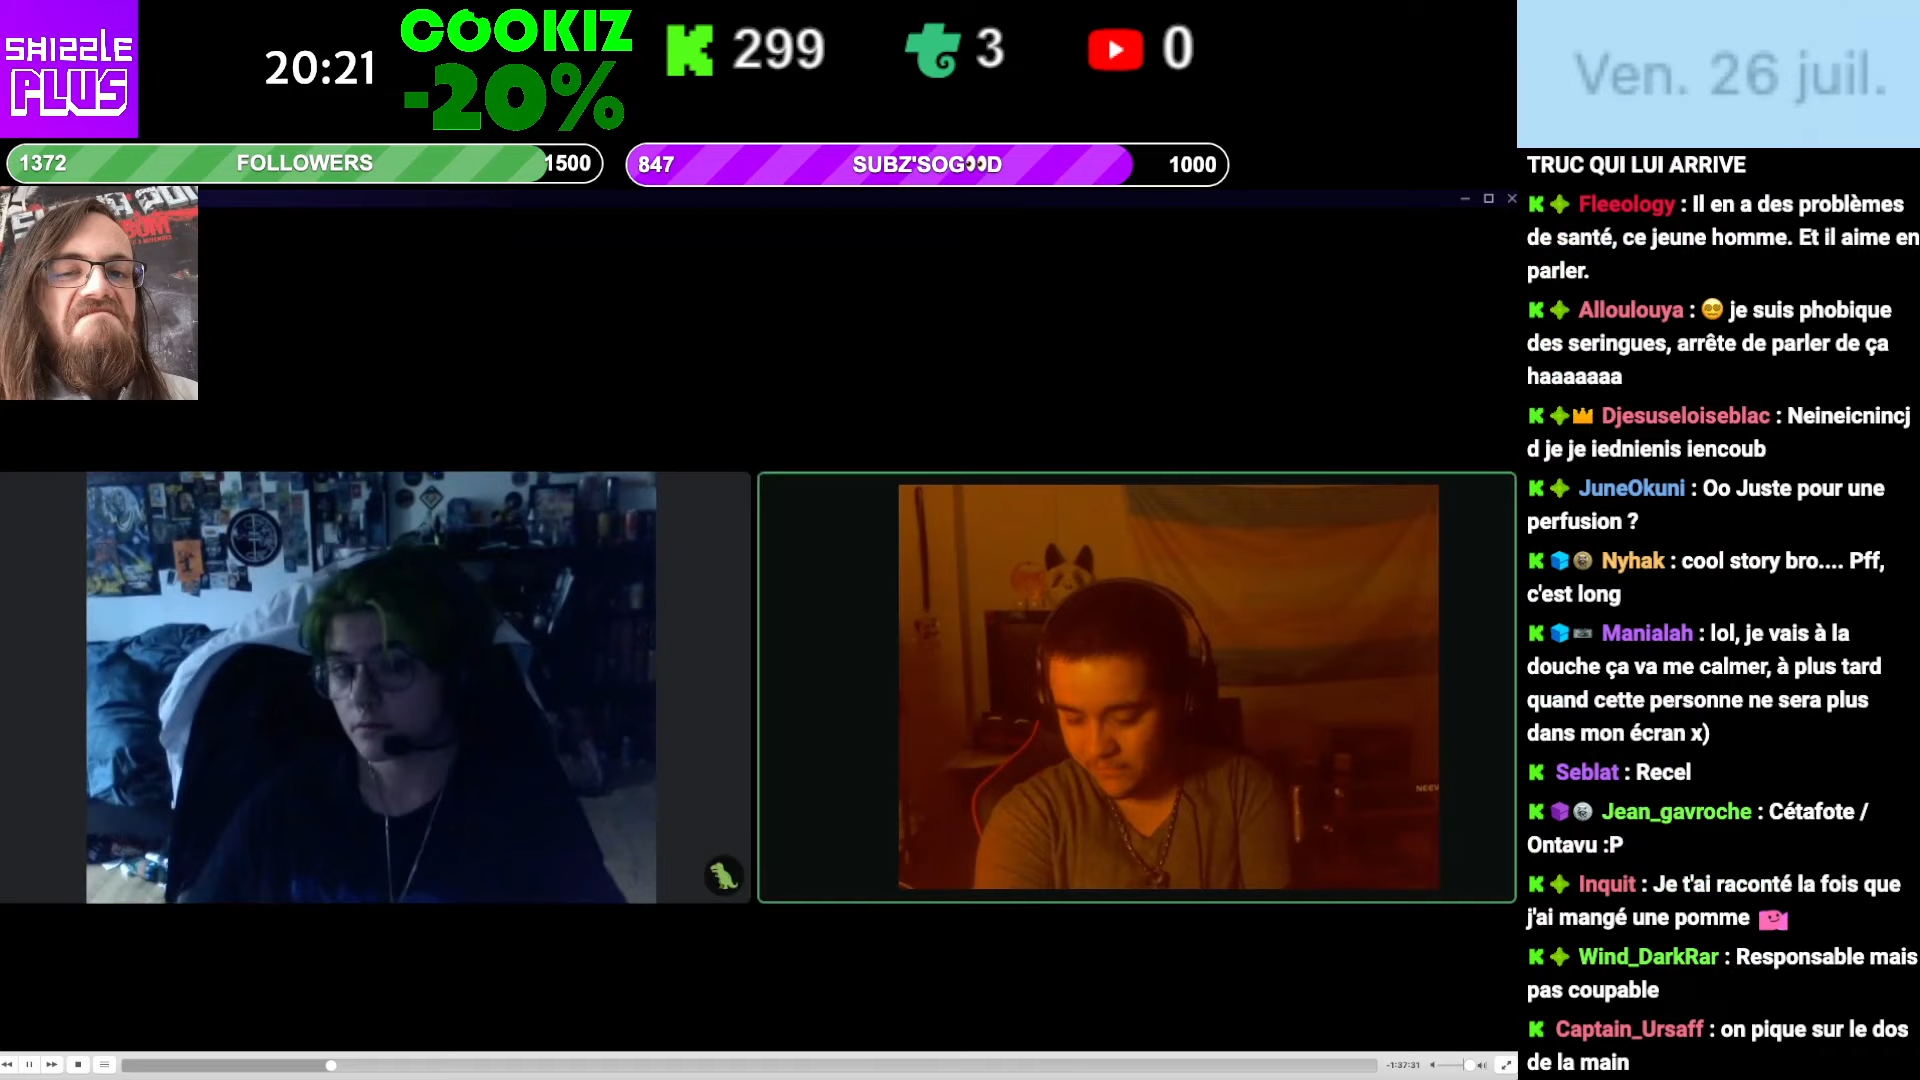 SHIZZLE
PLUS
20:21
COOKIZ
-20%
299
3
0
Ven. 26 juil.
1372 FOLLOWERS 1500
847 SUBZ'SOG👀D 1000
TRUC QUI LUI ARRIVE
Fleeology : Il en a des problèmes
de santé, ce jeune homme. Et il aime en
parler.
Alloulouya : 😵‍💫 je suis phobique
des seringues, arrête de parler de ça
haaaaaaa
Djesuseloiseblac : Neineicnincj
d je je iednienis iencoub
JuneOkuni : Oo Juste pour une
perfusion ?
Nyhak : cool story bro.... Pff,
c'est long
Manialah : lol, je vais à la
douche ça va me calmer, à plus tard
quand cette personne ne sera plus
dans mon écran x)
Seblat : Recel
Jean_gavroche : Cétafote /
Ontavu :P
Inquit : Je t'ai raconté la fois que
j'ai mangé une pomme
Wind_DarkRar : Responsable mais
pas coupable
Captain_Ursaff : on pique sur le dos
de la main
NEEV
-1:37:31